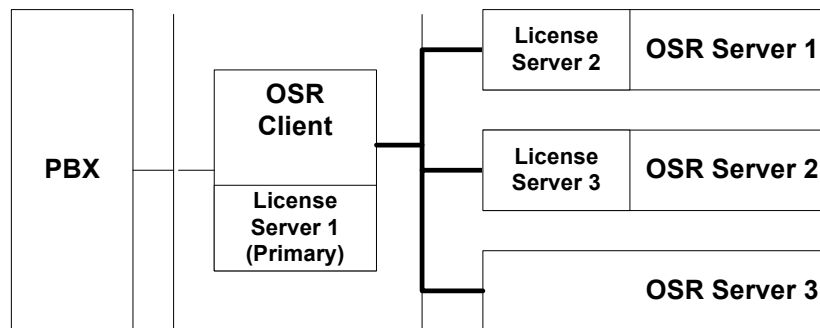 PBX
OSR
Client
License
Server 1
(Primary)
License
Server 2
OSR Server 1
License
Server 3
OSR Server 2
OSR Server 3